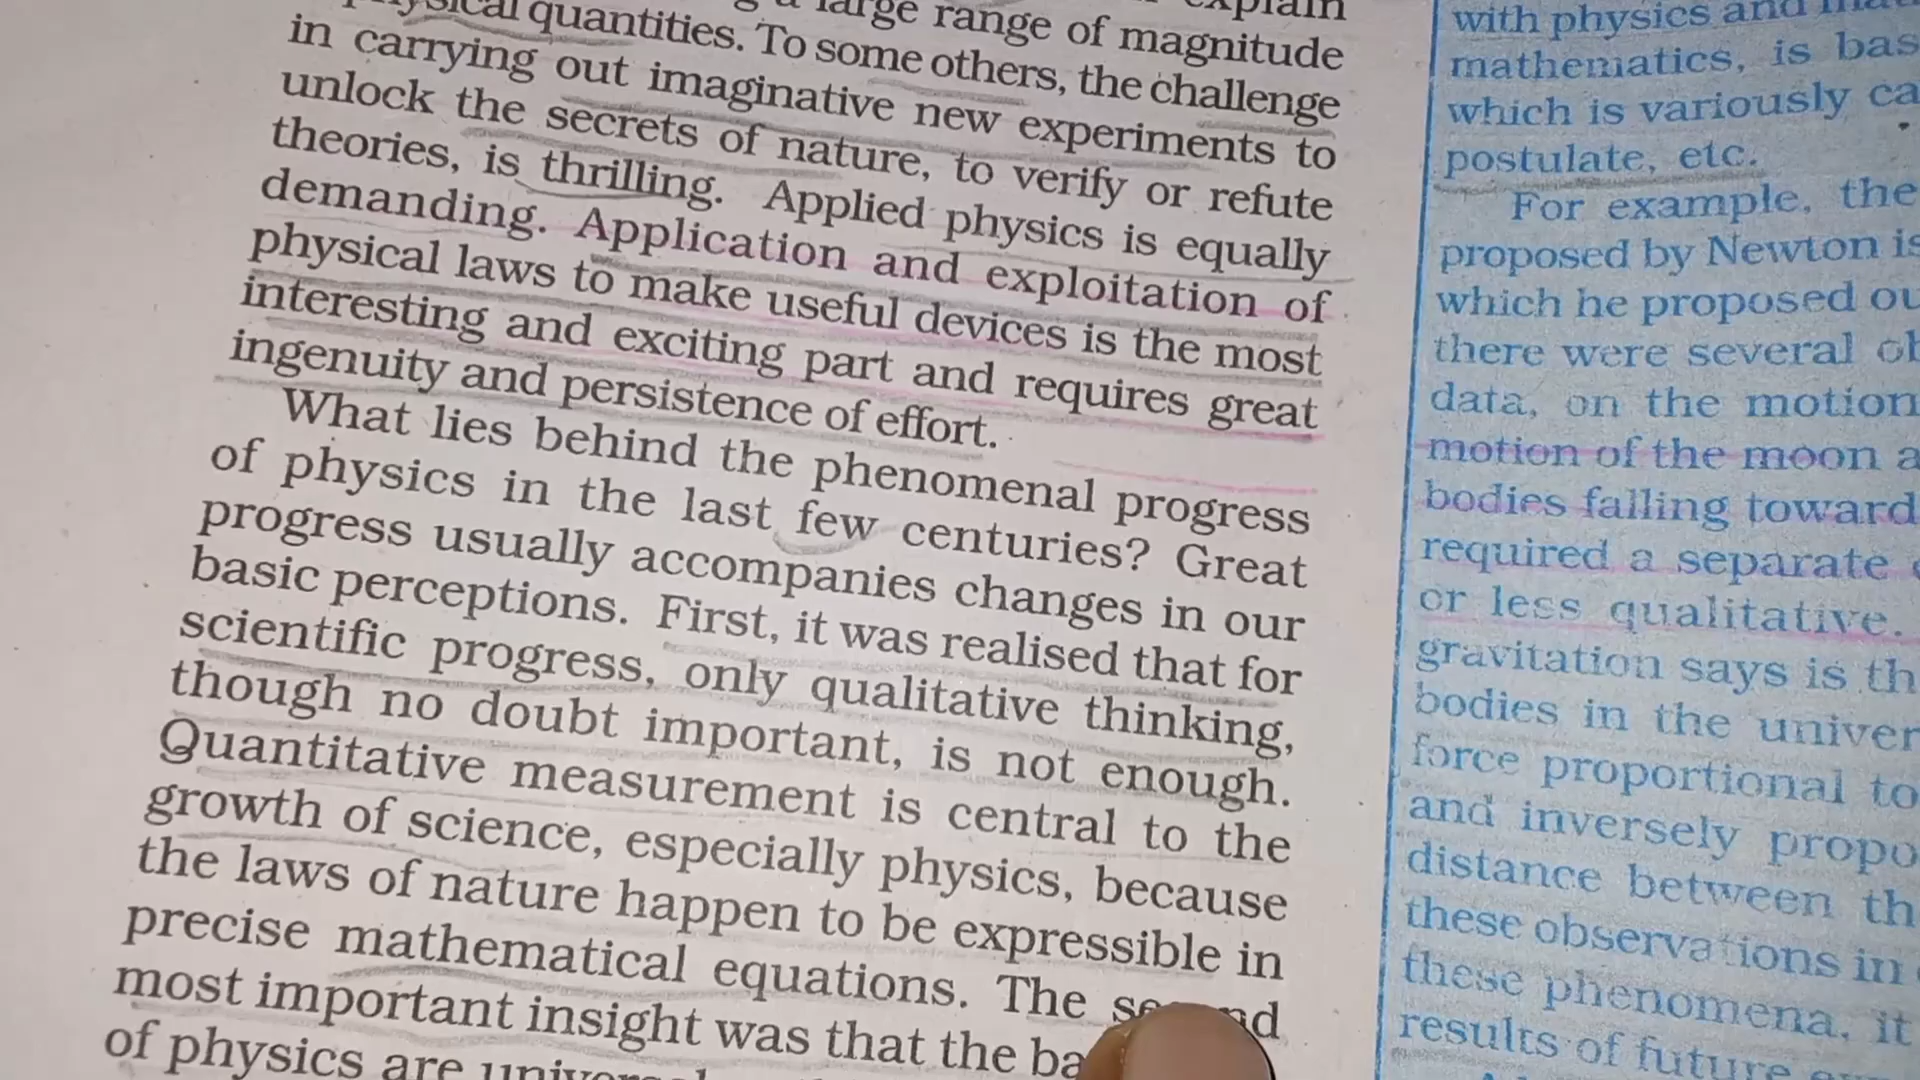 large range of magnitude
physical quantities. To some others, the challenge
in carrying out imaginative new experiments to
unlock the secrets of nature, to verify or refute
theories, is thrilling. Applied physics is equally
demanding. Application and exploitation of
physical laws to make useful devices is the most
interesting and exciting part and requires great
ingenuity and persistence of effort.
What lies behind the phenomenal progress
of physics in the last few centuries? Great
progress usually accompanies changes in our
basic perceptions. First, it was realised that for
scientific progress, only qualitative thinking,
though no doubt important, is not enough.
Quantitative measurement is central to the
growth of science, especially physics, because
the laws of nature happen to be expressible in
precise mathematical equations. The
most important insight was that the ba
of physics are
with physics and
mathematics, is bas
which is variously ca
postulate, etc.
For example, the
proposed by Newton is
which he proposed ou
there were several
data, on the motion
motion of the moon a
bodies falling toward
required a separate
or less qualitative.
gravitation says is th
bodies in the univer
force proportional to
and inversely propo
distance between th
these observations in
these phenomena, it
results of future